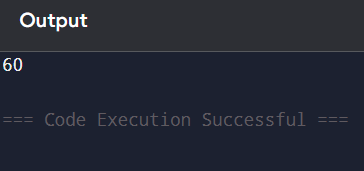 Output
60
=== Code Execution Successful ===